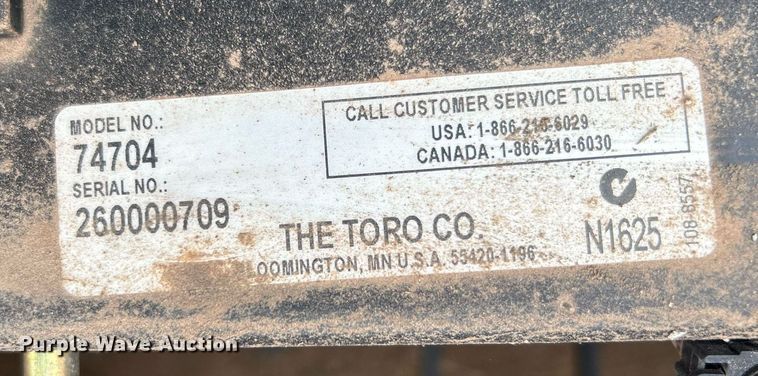 MODEL NO.:
74704
SERIAL NO.:
260000709
CALL CUSTOMER SERVICE TOLL FREE
USA: 1-866-216-6029
CANADA: 1-866-216-6030
THE TORO CO.
OOMINGTON, MN U.S.A. 55420-1196
N1625
108-8557
Purple Wave Auction